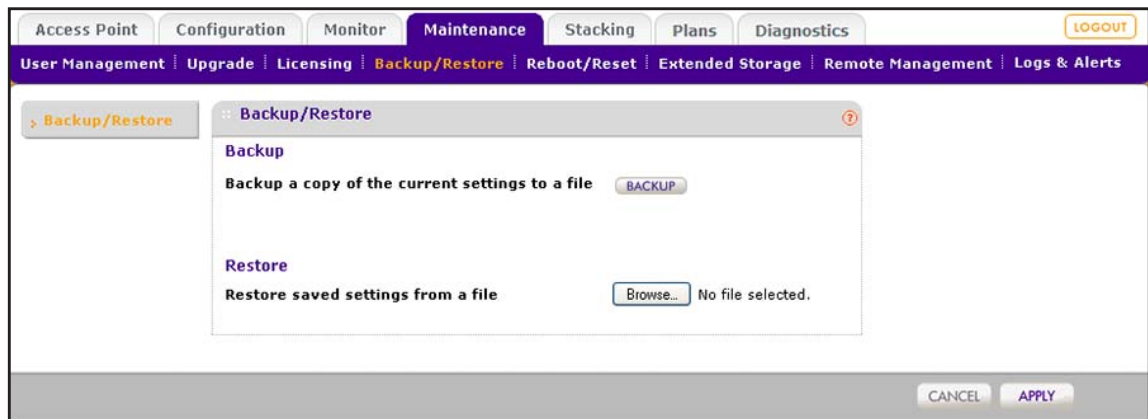 Access Point Configuration Monitor Maintenance Stacking Plans Diagnostics LOGOUT
User Management Upgrade Licensing Backup/Restore Reboot/Reset Extended Storage Remote Management Logs & Alerts
> Backup/Restore
Backup/Restore ?
Backup
Backup a copy of the current settings to a file BACKUP
Restore
Restore saved settings from a file Browse... No file selected.
CANCEL APPLY